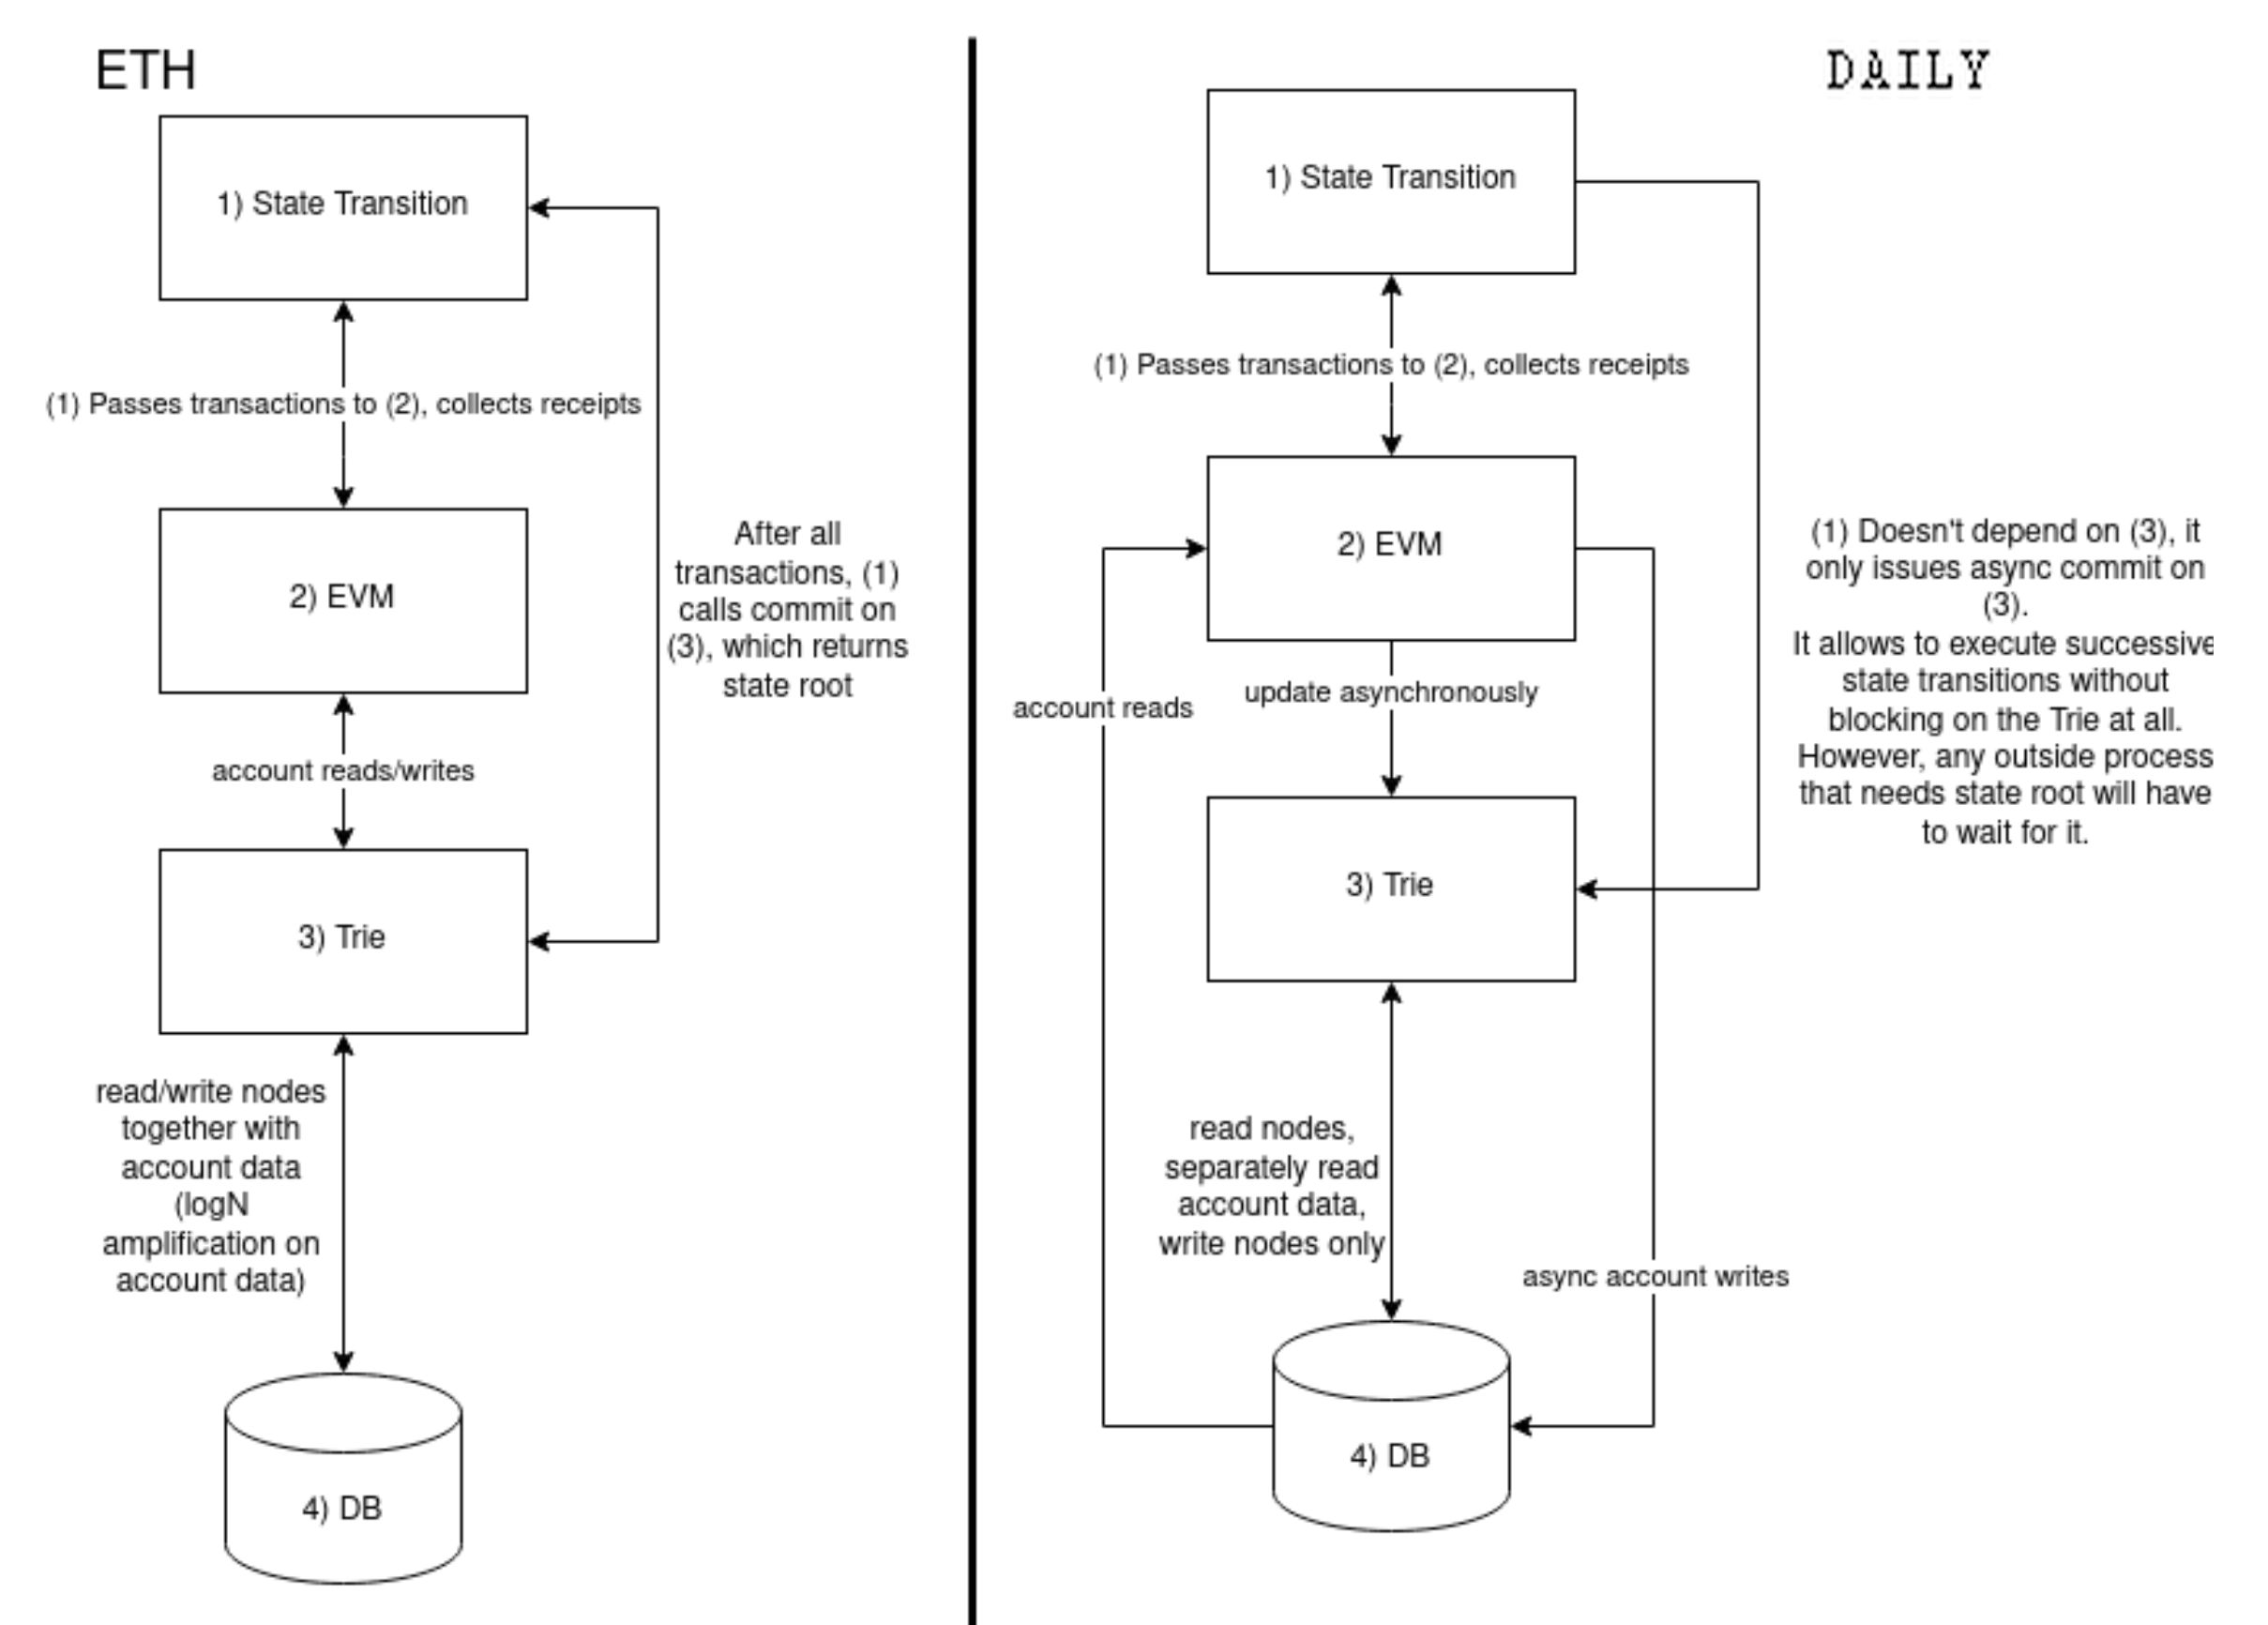 ETH
1) State Transition
(1) Passes transactions to (2), collects receipts
2) EVM
After all
transactions, (1)
calls commit on
(3), which returns
state root
account reads/writes
3) Trie
read/write nodes
together with
account data
(logN
amplification on
account data)
4) DB
DAILY
1) State Transition
(1) Passes transactions to (2), collects receipts
2) EVM
(1) Doesn't depend on (3), it
only issues async commit on
(3).
It allows to execute successive
state transitions without
blocking on the Trie at all.
However, any outside process
that needs state root will have
to wait for it.
account reads
update asynchronously
3) Trie
read nodes,
separately read
account data,
write nodes only
async account writes
4) DB